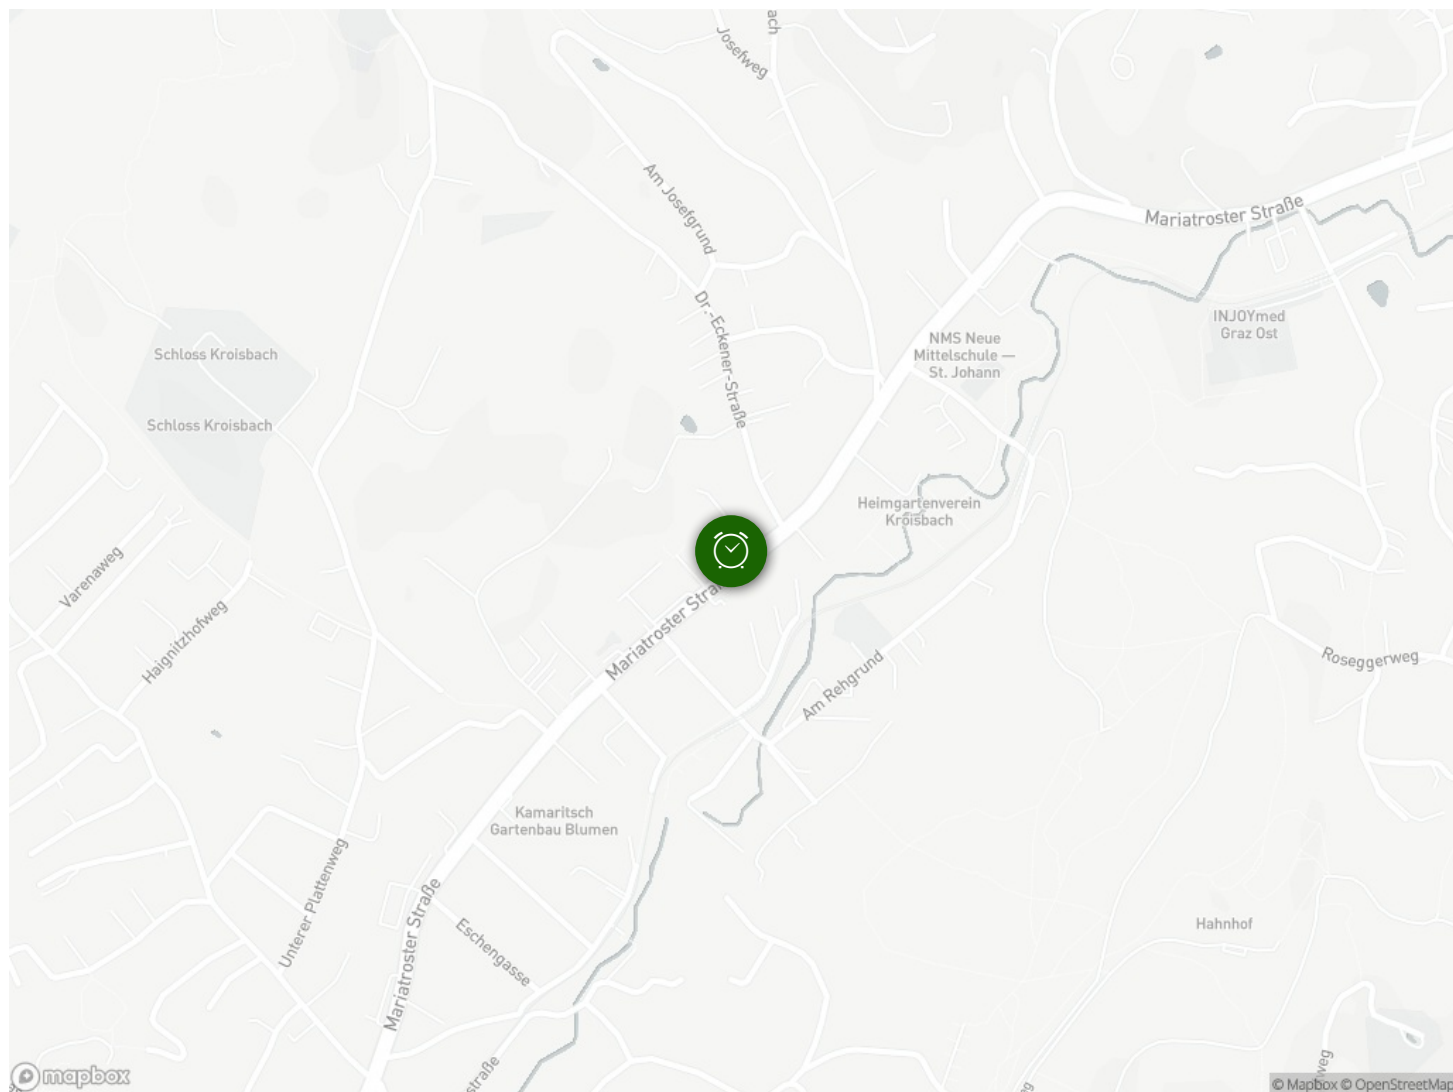 Josefweg
Am Josefgrund
Mariatroster Straße
Dr.-Eckener-Straße
INJOYmed
Graz Ost
NMS Neue
Mittelschule —
St. Johann
Schloss Kroisbach
Schloss Kroisbach
Heimgartenverein
Kroisbach
Varenaweg
Haignitzhofweg
Mariatroster Straße
Am Rehgrund
Roseggerweg
Kamaritsch
Gartenbau Blumen
Unterer Plattenweg
Mariatroster Straße
Eschengasse
Hahnhof
mapbox
© Mapbox © OpenStreetMap